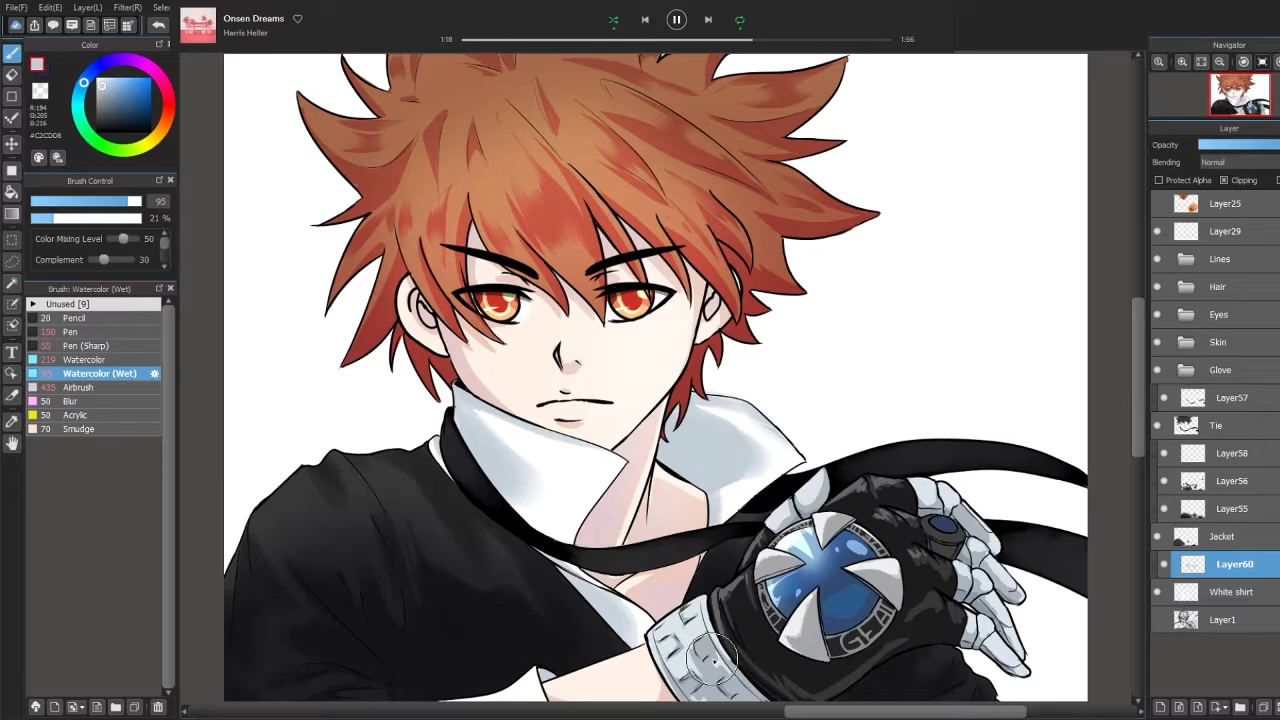 File(F) Edit(E) Layer(L) Filter(R) Sele
Onsen Dreams
Harris Heller
1:18
1:56
Color
R:194
G:205
B:216
#C2CDD8
Brush Control
95
21 %
Color Mixing Level 50
Complement 30
Brush: Watercolor (Wet)
Unused [9]
20 Pencil
150 Pen
55 Pen (Sharp)
219 Watercolor
95 Watercolor (Wet)
435 Airbrush
50 Blur
50 Acrylic
70 Smudge
Navigator
Layer
Opacity
Blending Normal
Protect Alpha Clipping
Layer25
Layer29
Lines
Hair
Eyes
Skin
Glove
Layer57
Tie
Layer58
Layer56
Layer55
Jacket
Layer60
White shirt
Layer1
GEAR